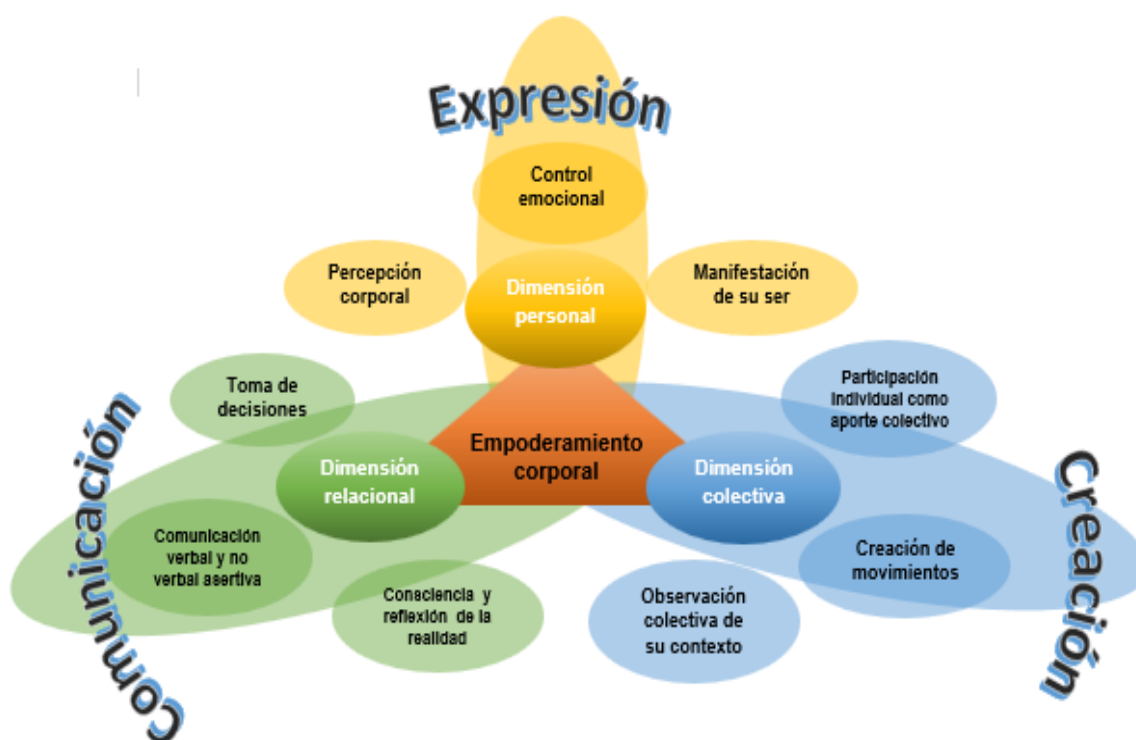 Expresión
Control
emocional
Percepción
corporal
Dimensión
personal
Manifestación
de su ser
Toma de
decisiones
Participación
individual como
aporte colectivo
Empoderamiento
corporal
Dimensión
relacional
Dimensión
colectiva
Comunicación
Creación
Comunicación
verbal y no
verbal asertiva
Creación de
movimientos
Consciencia y
reflexión de la
realidad
Observación
colectiva de
su contexto